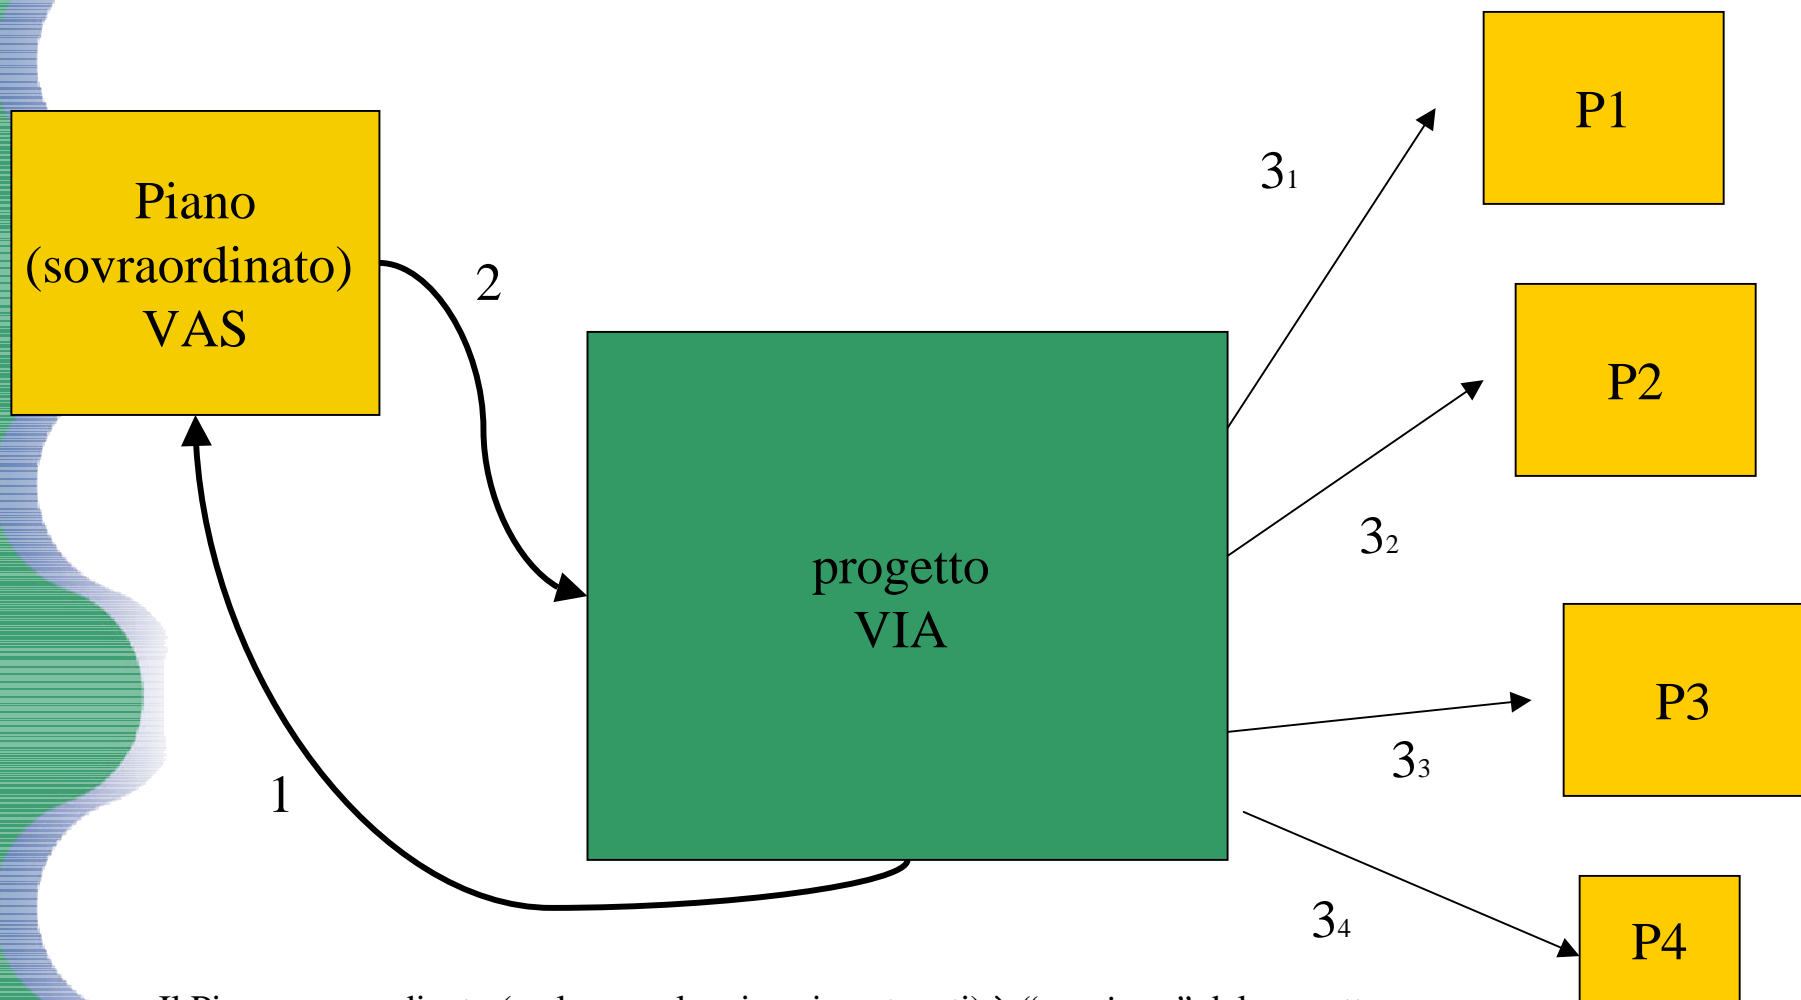 P1
3₁
Piano
(sovraordinato)
VAS
2
P2
3₂
progetto
VIA
P3
3₃
1
3₄
P4